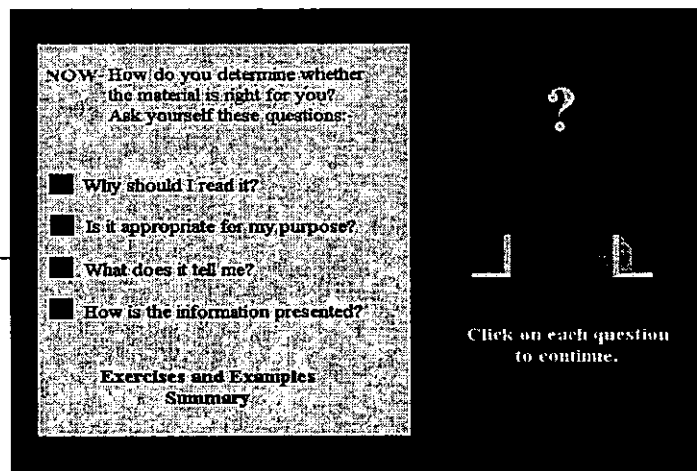 NOW- How do you determine whether
the material is right for you?
Ask yourself these questions:
Why should I read it?
Is it appropriate for my purpose?
What does it tell me?
How is the information presented?
Exercises and Examples
Summary
?
Click on each question
to continue.